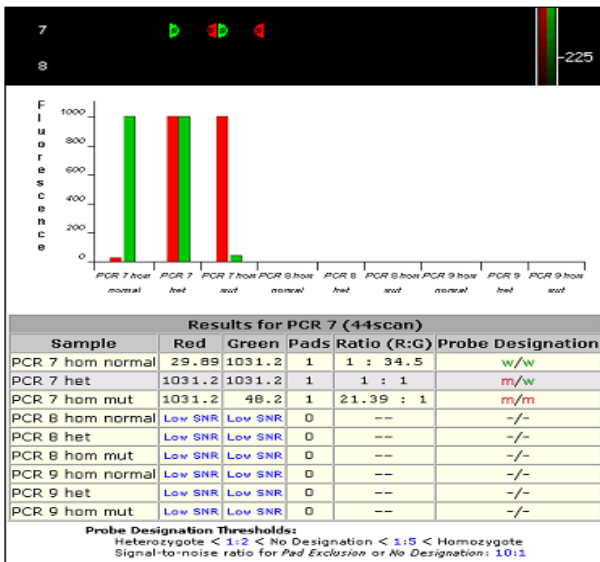 7
8
-225
Fluorescence
1000
800
600
400
200
0
PCR 7 hom normal
PCR 7 het
PCR 7 hom mut
PCR 8 hom normal
PCR 8 het
PCR 8 hom mut
PCR 9 hom normal
PCR 9 het
PCR 9 hom mut
Results for PCR 7 (44scan)
Sample Red Green Pads Ratio (R:G) Probe Designation
PCR 7 hom normal 29.89 1031.2 1 1 : 34.5 w/w
PCR 7 het 1031.2 1031.2 1 1 : 1 m/w
PCR 7 hom mut 1031.2 48.2 1 21.39 : 1 m/m
PCR 8 hom normal Low SNR Low SNR 0 -- -/-
PCR 8 het Low SNR Low SNR 0 -- -/-
PCR 8 hom mut Low SNR Low SNR 0 -- -/-
PCR 9 hom normal Low SNR Low SNR 0 -- -/-
PCR 9 het Low SNR Low SNR 0 -- -/-
PCR 9 hom mut Low SNR Low SNR 0 -- -/-
Probe Designation Thresholds:
Heterozygote < 1:2 < No Designation < 1:5 < Homozygote
Signal-to-noise ratio for Pad Exclusion or No Designation: 10:1